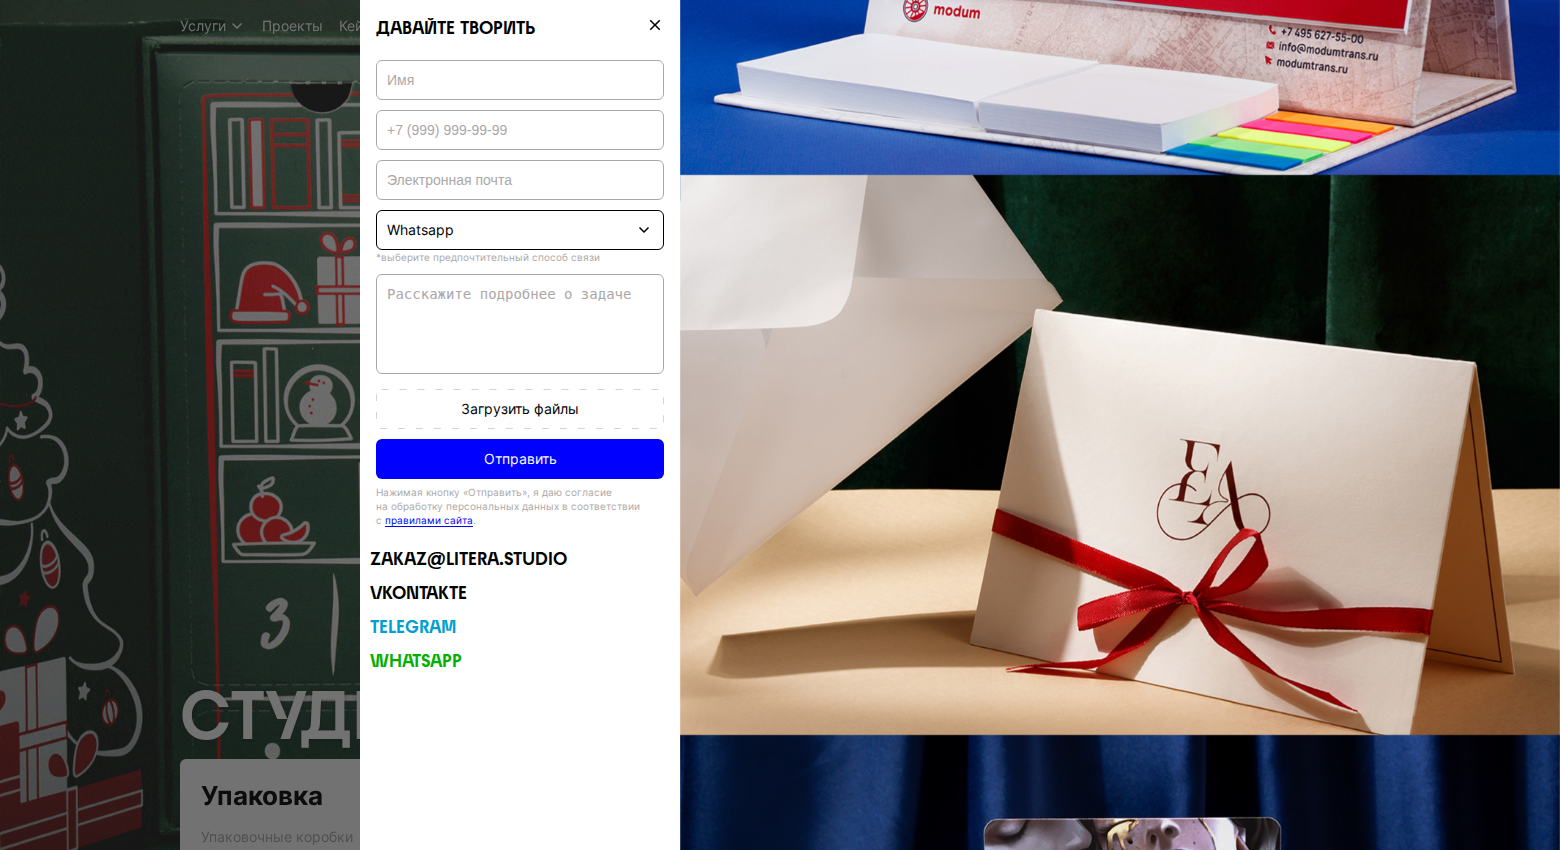 Услуги
Проекты
Кей
ДАВАЙТЕ ТВОРИТЬ
Имя
+7 (999) 999-99-99
Электронная почта
Whatsapp
*выберите предпочтительный способ связи
Расскажите подробнее о задаче
Загрузить файлы
Отправить
Нажимая кнопку «Отправить», я даю согласие
на обработку персональных данных в соответствии
с правилами сайта.
ZAKAZ@LITERA.STUDIO
VKONTAKTE
TELEGRAM
WHATSAPP
3
СТУДИ
Упаковка
Упаковочные коробки
modum
+7 495 627-55-00
info@modumtrans.ru
modumtrans.ru
EA